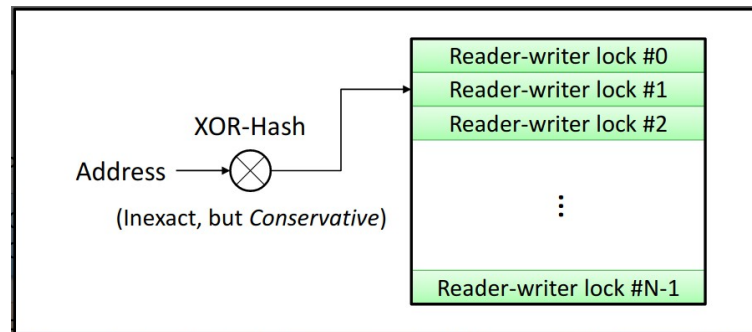 Reader-writer lock #0
Reader-writer lock #1
Reader-writer lock #2
XOR-Hash
Address
(Inexact, but Conservative)
⋮
Reader-writer lock #N-1